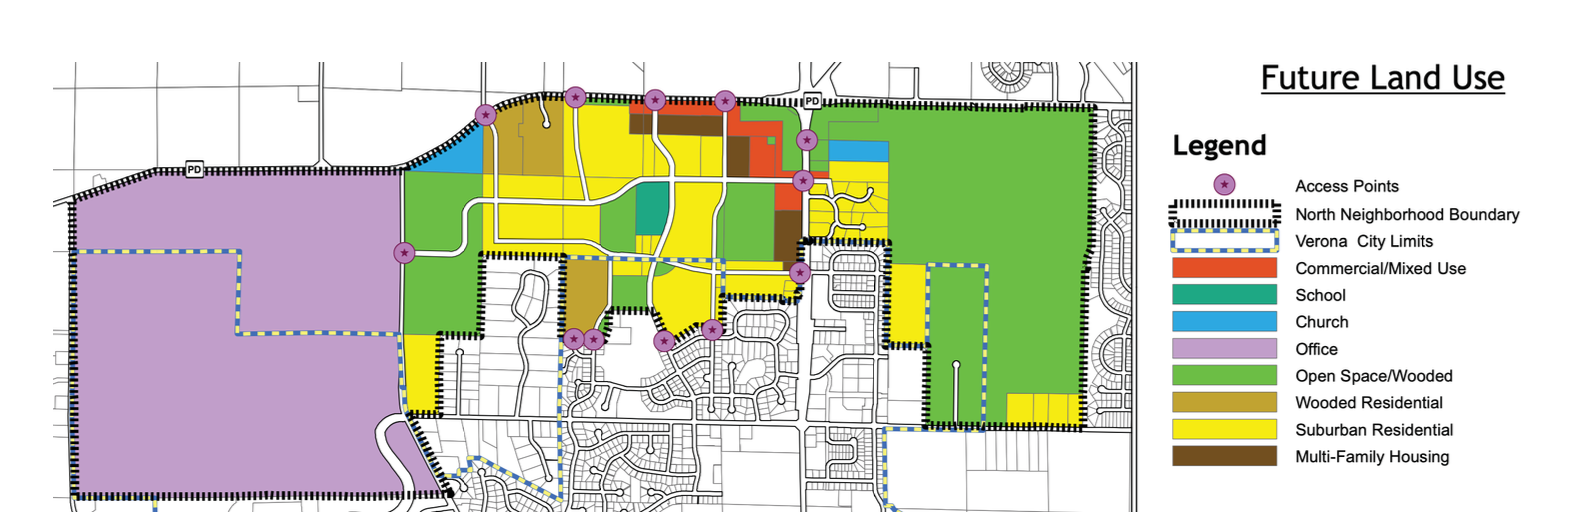 Future Land Use
PD
PD
Legend
Access Points
North Neighborhood Boundary
Verona City Limits
Commercial/Mixed Use
School
Church
Office
Open Space/Wooded
Wooded Residential
Suburban Residential
Multi-Family Housing